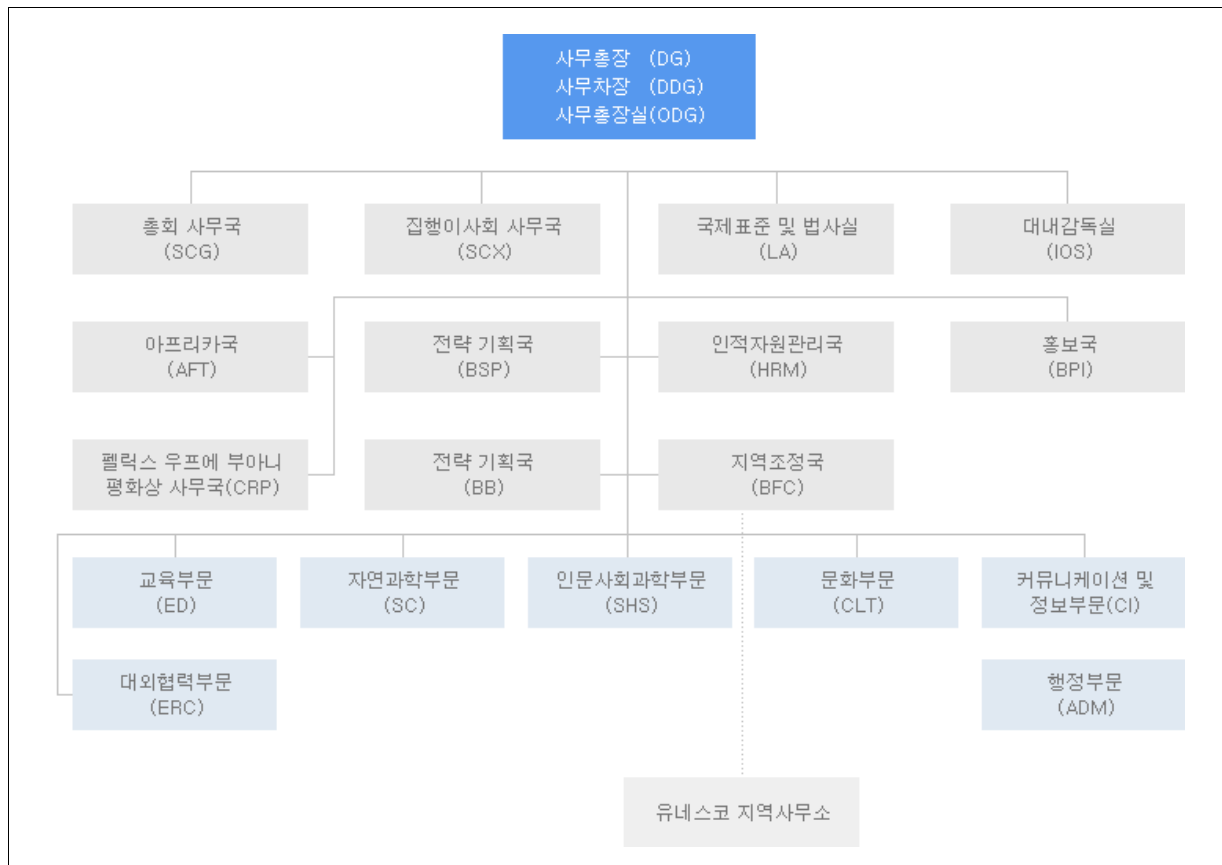 사무총장 (DG)
사무차장 (DDG)
사무총장실(ODG)
총회 사무국
(SCG)
집행이사회 사무국
(SCX)
국제표준 및 법사실
(LA)
대내감독실
(IOS)
아프리카국
(AFT)
전략 기획국
(BSP)
인적자원관리국
(HRM)
홍보국
(BPI)
펠릭스 우프에 부아니
평화상 사무국(CRP)
전략 기획국
(BB)
지역조정국
(BFC)
교육부문
(ED)
자연과학부문
(SC)
인문사회과학부문
(SHS)
문화부문
(CLT)
커뮤니케이션 및
정보부문(CI)
대외협력부문
(ERC)
행정부문
(ADM)
유네스코 지역사무소